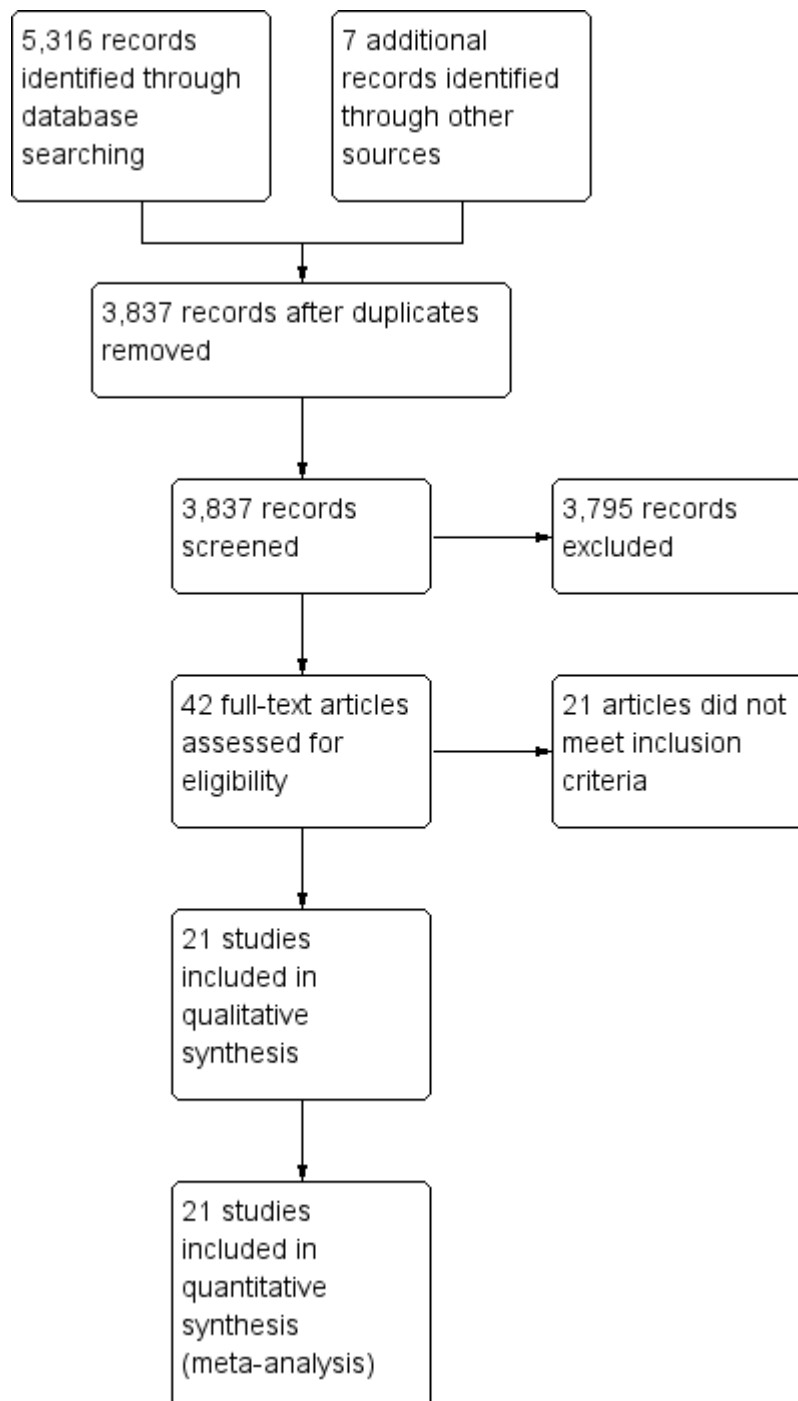 5,316 records
identified through
database
searching
7 additional
records identified
through other
sources
3,837 records after duplicates
removed
3,837 records
screened
3,795 records
excluded
42 full-text articles
assessed for
eligibility
21 articles did not
meet inclusion
criteria
21 studies
included in
qualitative
synthesis
21 studies
included in
quantitative
synthesis
(meta-analysis)